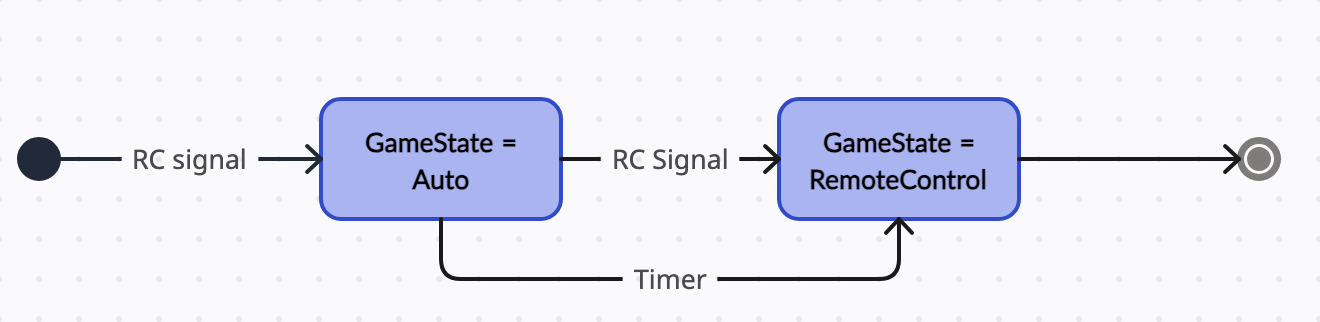 RC signal
GameState =
Auto
RC Signal
GameState =
RemoteControl
Timer